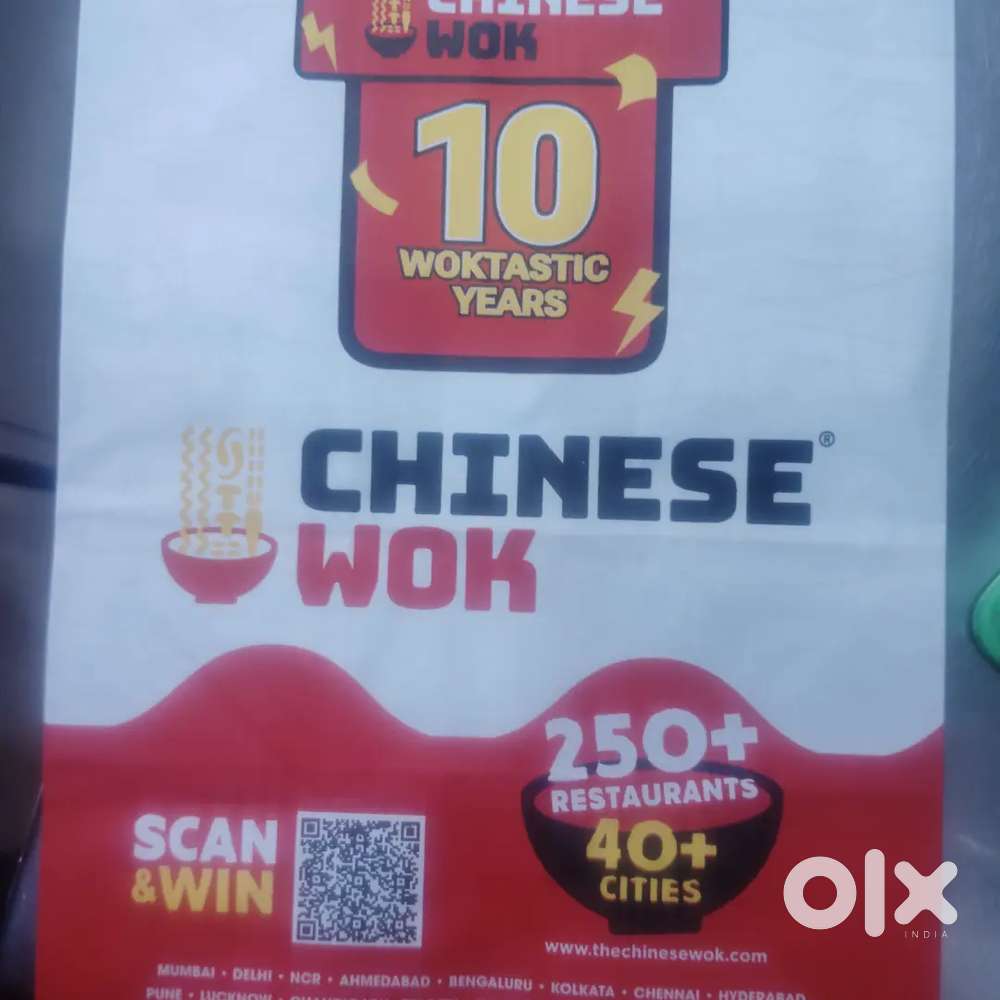 CHINESE
WOK
10
WOKTASTIC
YEARS
CHINESE®
WOK
250+
RESTAURANTS
40+
CITIES
SCAN
&WIN
www.thechinesewok.com
MUMBAI • DELHI • NCR • AHMEDABAD • BENGALURU • KOLKATA • CHENNAI • HYDERABAD
PUNE • LUCKNOW •
olx
INDIA